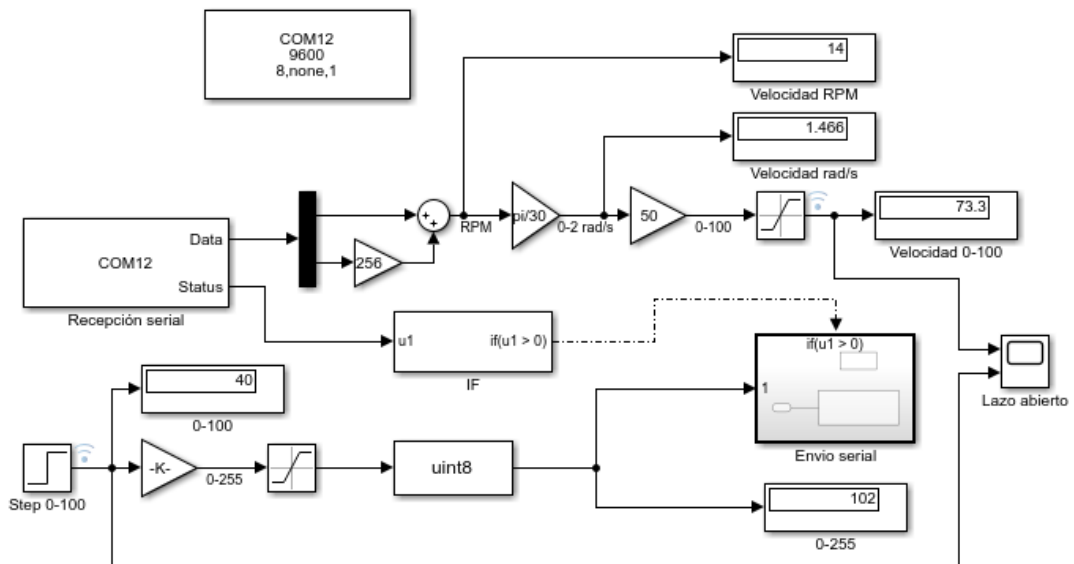 COM12
9600
8,none,1
14
Velocidad RPM
1.466
Velocidad rad/s
RPM
pi/30
0-2 rad/s
50
0-100
73.3
Velocidad 0-100
Data
COM12
Status
Recepción serial
256
u1
if(u1 > 0)
IF
if(u1 > 0)
1
Envio serial
Lazo abierto
40
0-100
Step 0-100
-K-
0-255
uint8
102
0-255